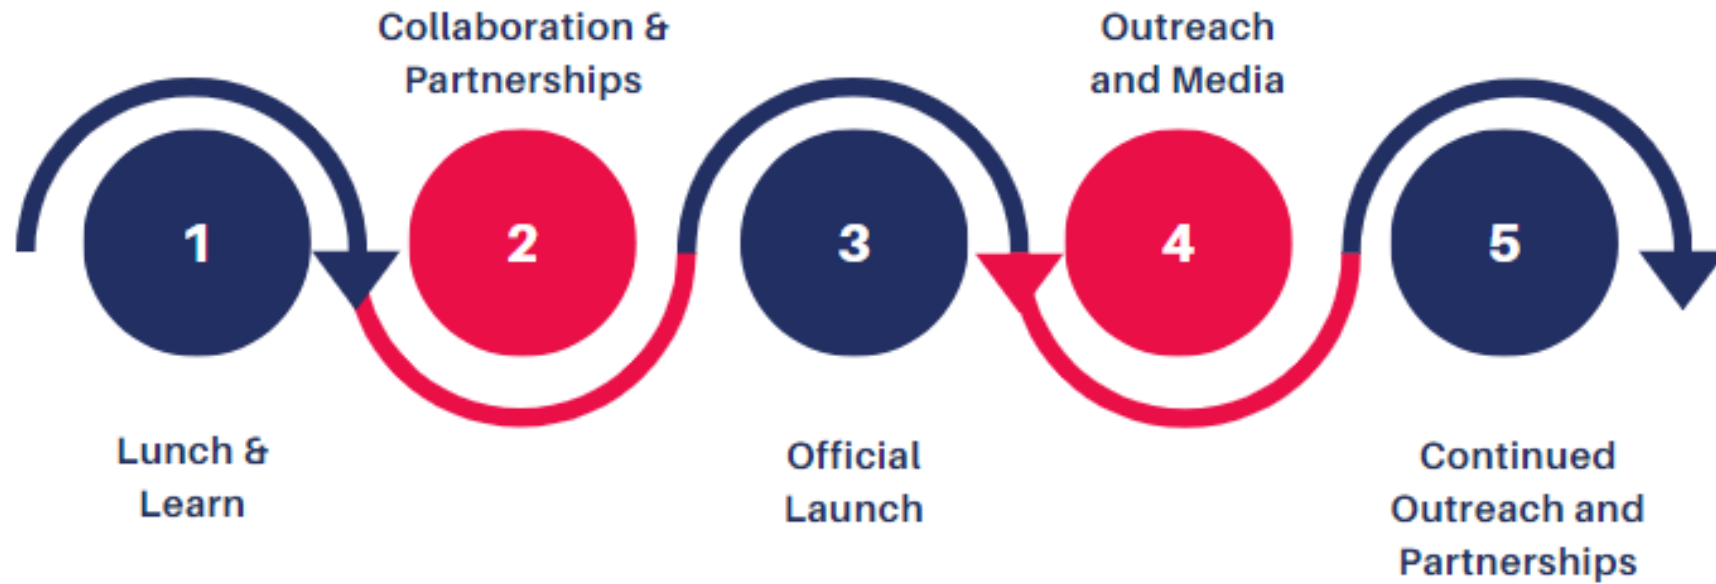 Collaboration &
Partnerships
Outreach
and Media
1
2
3
4
5
Lunch &
Learn
Official
Launch
Continued
Outreach and
Partnerships